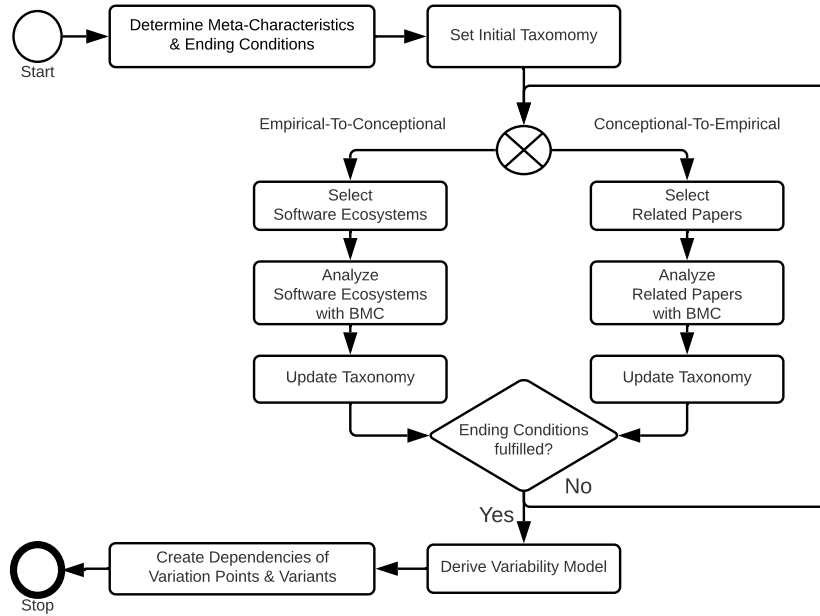 Start
Determine Meta-Characteristics
& Ending Conditions
Set Initial Taxomomy
Empirical-To-Conceptional
Conceptional-To-Empirical
Select
Software Ecosystems
Select
Related Papers
Analyze
Software Ecosystems
with BMC
Analyze
Related Papers
with BMC
Update Taxonomy
Update Taxonomy
Ending Conditions
fulfilled?
No
Yes
Derive Variability Model
Create Dependencies of
Variation Points & Variants
Stop